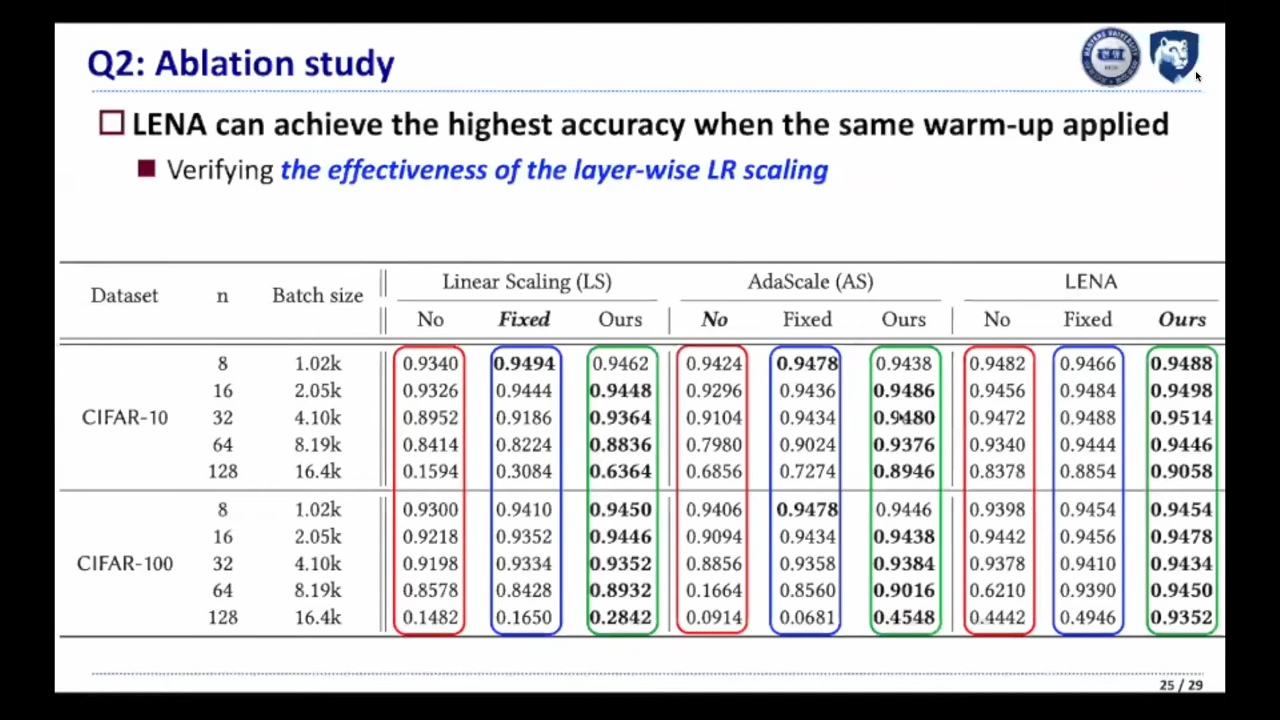 Q2: Ablation study
LENA can achieve the highest accuracy when the same warm-up applied
Verifying the effectiveness of the layer-wise LR scaling
Dataset n Batch size Linear Scaling (LS) AdaScale (AS) LENA
No Fixed Ours No Fixed Ours No Fixed Ours
8 1.02k 0.9340 0.9494 0.9462 0.9424 0.9478 0.9438 0.9482 0.9466 0.9488
16 2.05k 0.9326 0.9444 0.9448 0.9296 0.9436 0.9486 0.9456 0.9484 0.9498
CIFAR-10 32 4.10k 0.8952 0.9186 0.9364 0.9104 0.9434 0.9480 0.9472 0.9488 0.9514
64 8.19k 0.8414 0.8224 0.8836 0.7980 0.9024 0.9376 0.9340 0.9444 0.9446
128 16.4k 0.1594 0.3084 0.6364 0.6856 0.7274 0.8946 0.8378 0.8854 0.9058
8 1.02k 0.9300 0.9410 0.9450 0.9406 0.9478 0.9446 0.9398 0.9454 0.9454
16 2.05k 0.9218 0.9352 0.9446 0.9094 0.9434 0.9438 0.9442 0.9456 0.9478
CIFAR-100 32 4.10k 0.9198 0.9334 0.9352 0.8856 0.9358 0.9384 0.9378 0.9410 0.9434
64 8.19k 0.8578 0.8428 0.8932 0.1664 0.8560 0.9016 0.6210 0.9390 0.9450
128 16.4k 0.1482 0.1650 0.2842 0.0914 0.0681 0.4548 0.4442 0.4946 0.9352
25 / 29